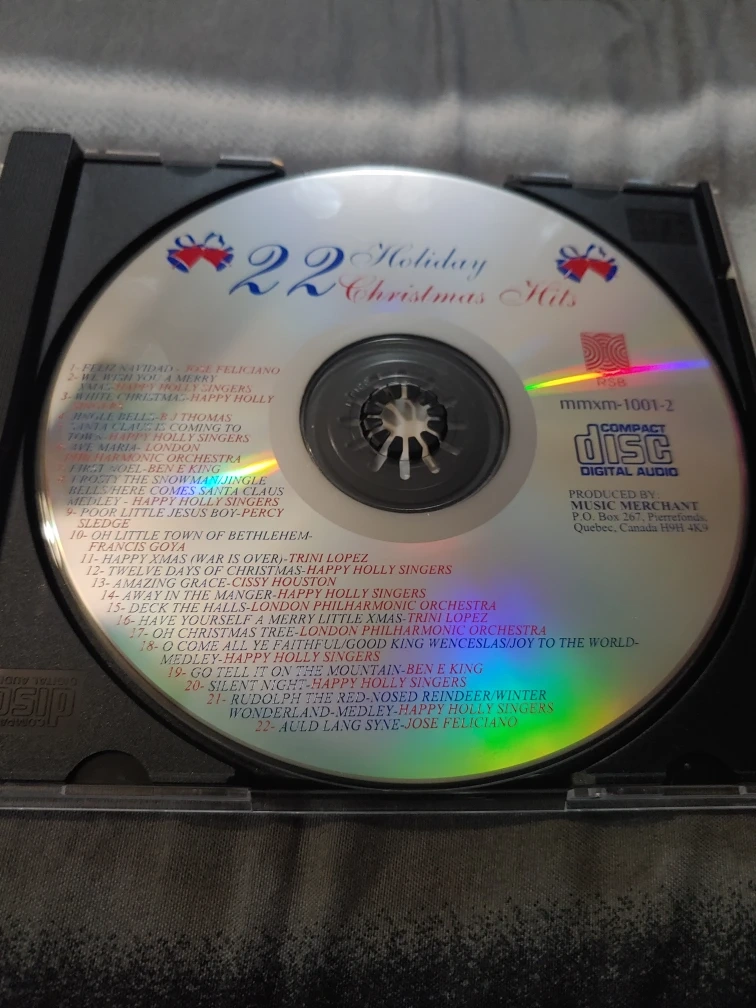 22 Holiday
Christmas Hits
RSB
mmxm-1001-2
COMPACT
disc
DIGITAL AUDIO
PRODUCED BY:
MUSIC MERCHANT
P.O. Box 267, Pierrefonds,
Quebec, Canada H9H 4K9
1- FELIZ NAVIDAD - JOSE FELICIANO
2- WE WISH YOU A MERRY
XMAS-HAPPY HOLLY SINGERS
3- WHITE CHRISTMAS-HAPPY HOLLY
SINGERS
JINGLE BELLS-B J THOMAS
SANTA CLAUS IS COMING TO
TOWN-HAPPY HOLLY SINGERS
AVE MARIA- LONDON
PHILHARMONIC ORCHESTRA
FIRST NOEL-BEN E KING
FROSTY THE SNOWMAN/JINGLE
BELLS/HERE COMES SANTA CLAUS
MEDLEY - HAPPY HOLLY SINGERS
9- POOR LITTLE JESUS BOY-PERCY
SLEDGE
10- OH LITTLE TOWN OF BETHLEHEM-
FRANCIS GOYA
11- HAPPY XMAS (WAR IS OVER)-TRINI LOPEZ
12- TWELVE DAYS OF CHRISTMAS-HAPPY HOLLY SINGERS
13- AMAZING GRACE-CISSY HOUSTON
14- AWAY IN THE MANGER-HAPPY HOLLY SINGERS
15- DECK THE HALLS-LONDON PHILHARMONIC ORCHESTRA
16- HAVE YOURSELF A MERRY LITTLE XMAS-TRINI LOPEZ
17- OH CHRISTMAS TREE-LONDON PHILHARMONIC ORCHESTRA
18- O COME ALL YE FAITHFUL/GOOD KING WENCESLAS/JOY TO THE WORLD-
MEDLEY-HAPPY HOLLY SINGERS
19- GO TELL IT ON THE MOUNTAIN-BEN E KING
20- SILENT NIGHT-HAPPY HOLLY SINGERS
21- RUDOLPH THE RED-NOSED REINDEER/WINTER
WONDERLAND-MEDLEY-HAPPY HOLLY SINGERS
22- AULD LANG SYNE-JOSE FELICIANO